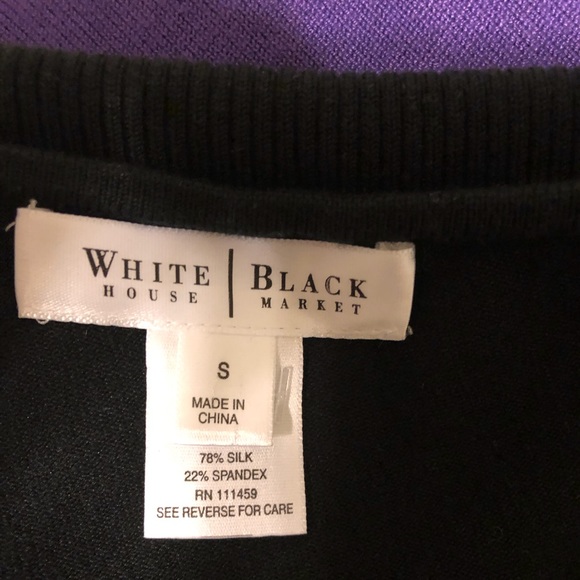 WHITE | BLACK
HOUSE MARKET
S
MADE IN
CHINA
78% SILK
22% SPANDEX
RN 111459
SEE REVERSE FOR CARE